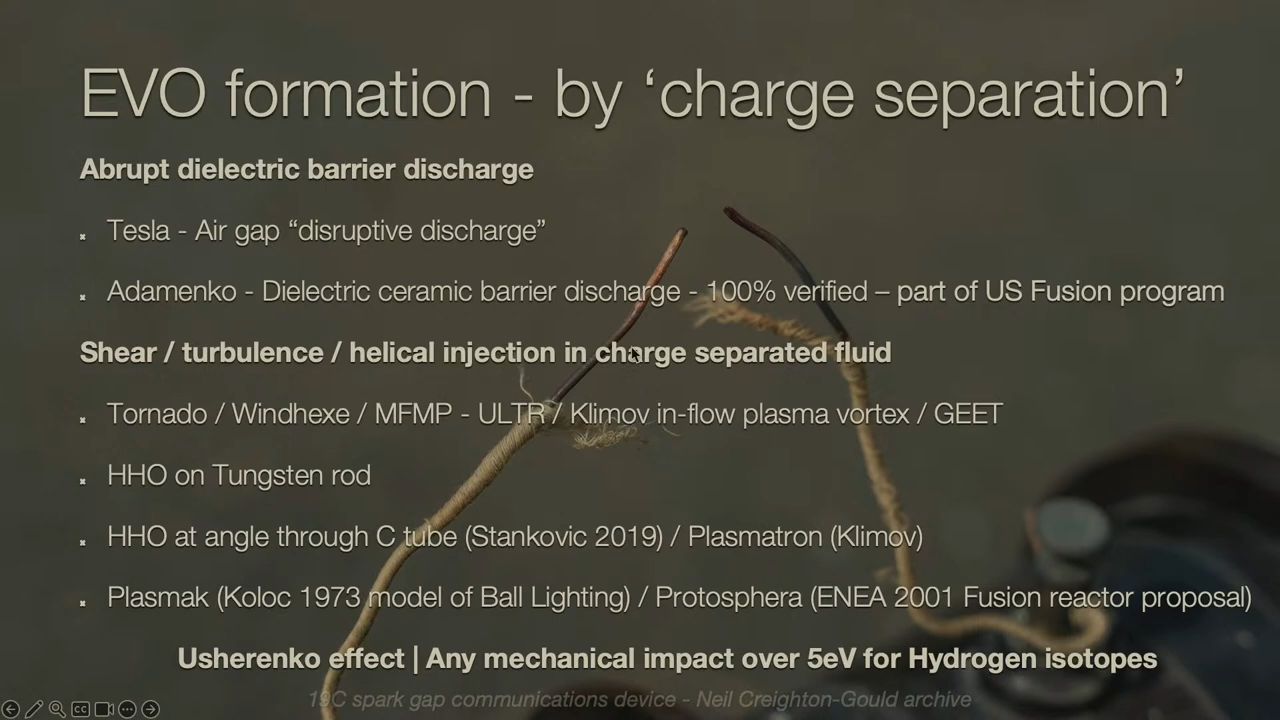 EVO formation - by ‘charge separation’
Abrupt dielectric barrier discharge
Tesla - Air gap “disruptive discharge”
Adamenko - Dielectric ceramic barrier discharge - 100% verified – part of US Fusion program
Shear / turbulence / helical injection in charge separated fluid
Tornado / Windhexe / MFMP - ULTR / Klimov in-flow plasma vortex / GEET
HHO on Tungsten rod
HHO at angle through C tube (Stankovic 2019) / Plasmatron (Klimov)
Plasmak (Koloc 1973 model of Ball Lighting) / Protosphera (ENEA 2001 Fusion reactor proposal)
Usherenko effect | Any mechanical impact over 5eV for Hydrogen isotopes
19C spark gap communications device - Neil Creighton-Gould archive
CC